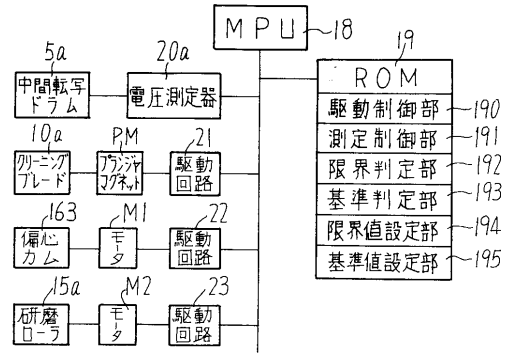 MPU
18
5a
20a
19
中間転写
ドラム
電圧測定器
ROM
駆動制御部
190
10a
PM
21
測定制御部
191
クリーニング
ブレード
プランジャ
マグネット
駆動
回路
限界判定部
192
基準判定部
193
163
M1
22
限界値設定部
194
偏心
カム
モータ
駆動
回路
基準値設定部
195
15a
M2
23
研磨
ローラ
モータ
駆動
回路